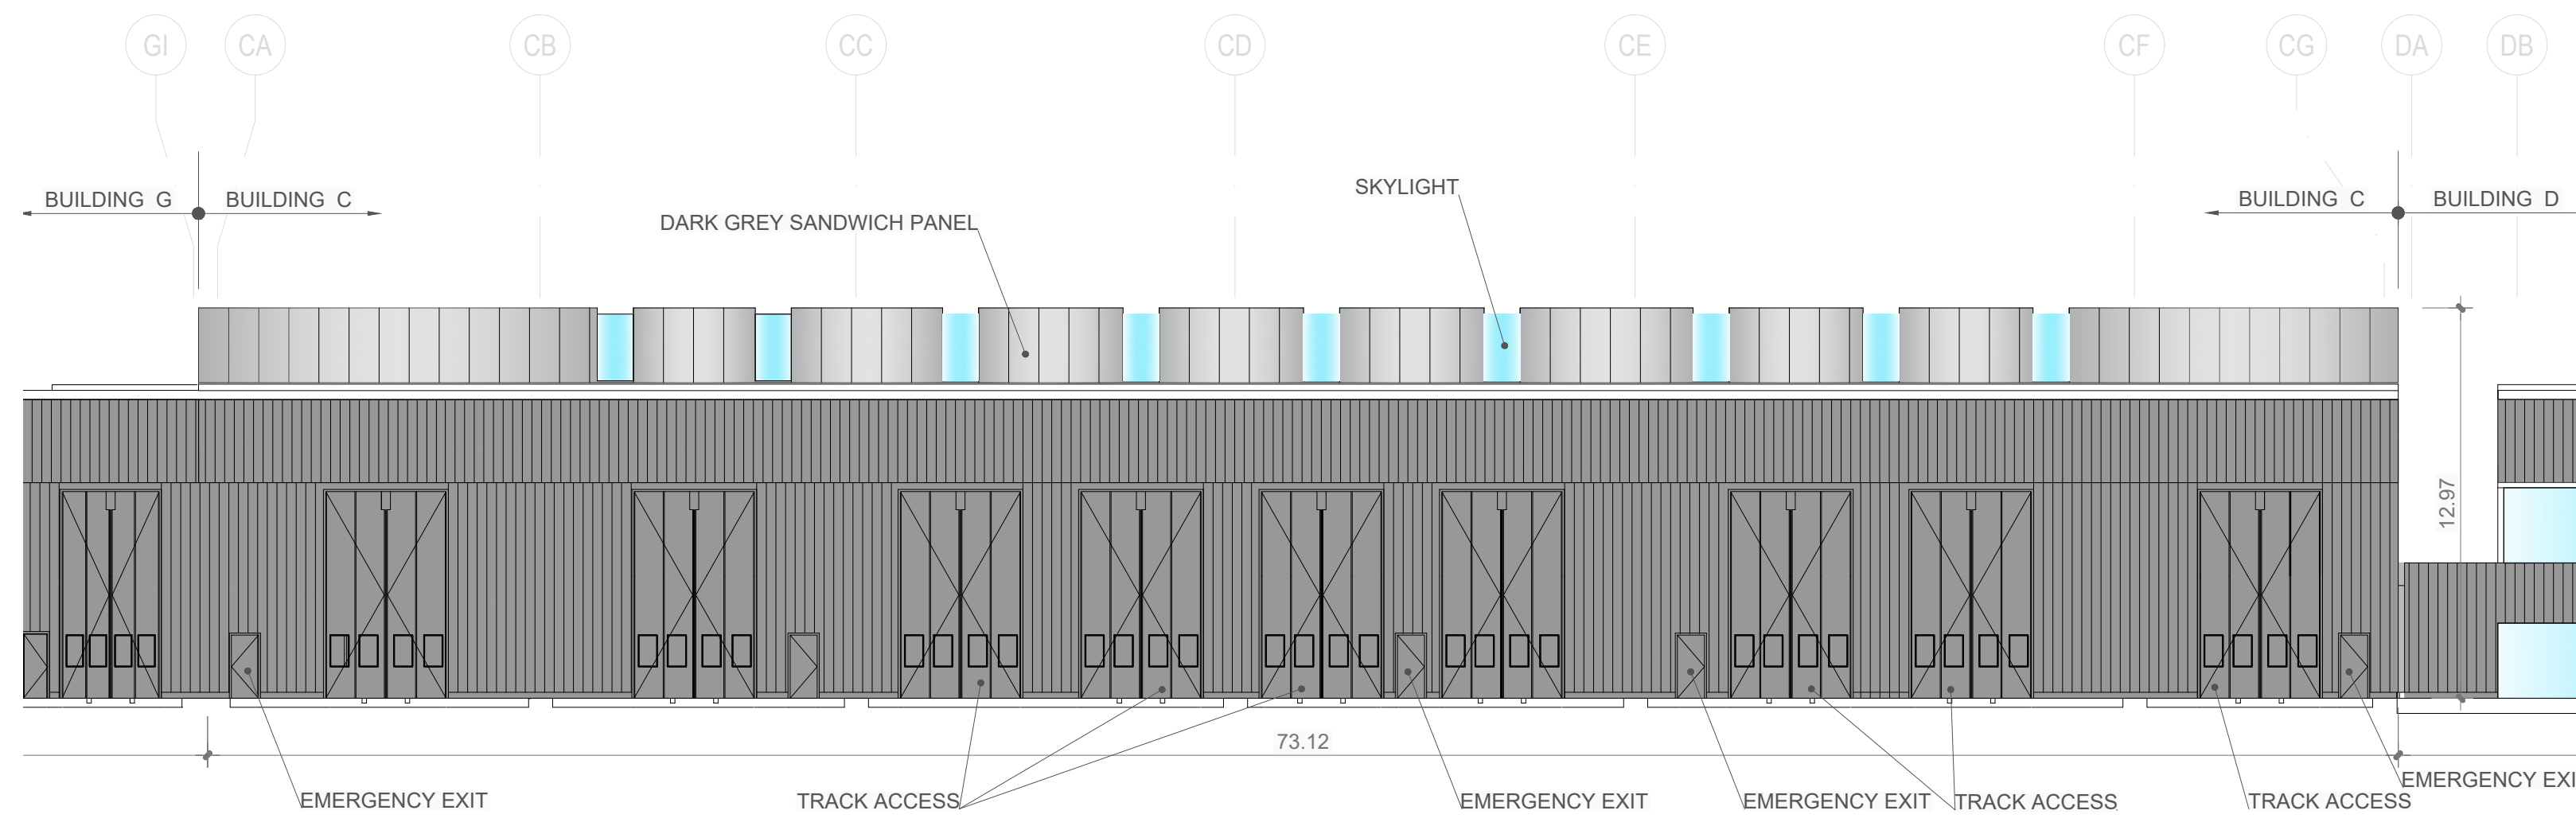 GI CA CB CC CD CE CF CG DA DB
SKYLIGHT
BUILDING G BUILDING C BUILDING C BUILDING D
DARK GREY SANDWICH PANEL
12.97
73.12
EMERGENCY EXI
EMERGENCY EXIT TRACK ACCESS EMERGENCY EXIT EMERGENCY EXIT TRACK ACCESS TRACK ACCESS